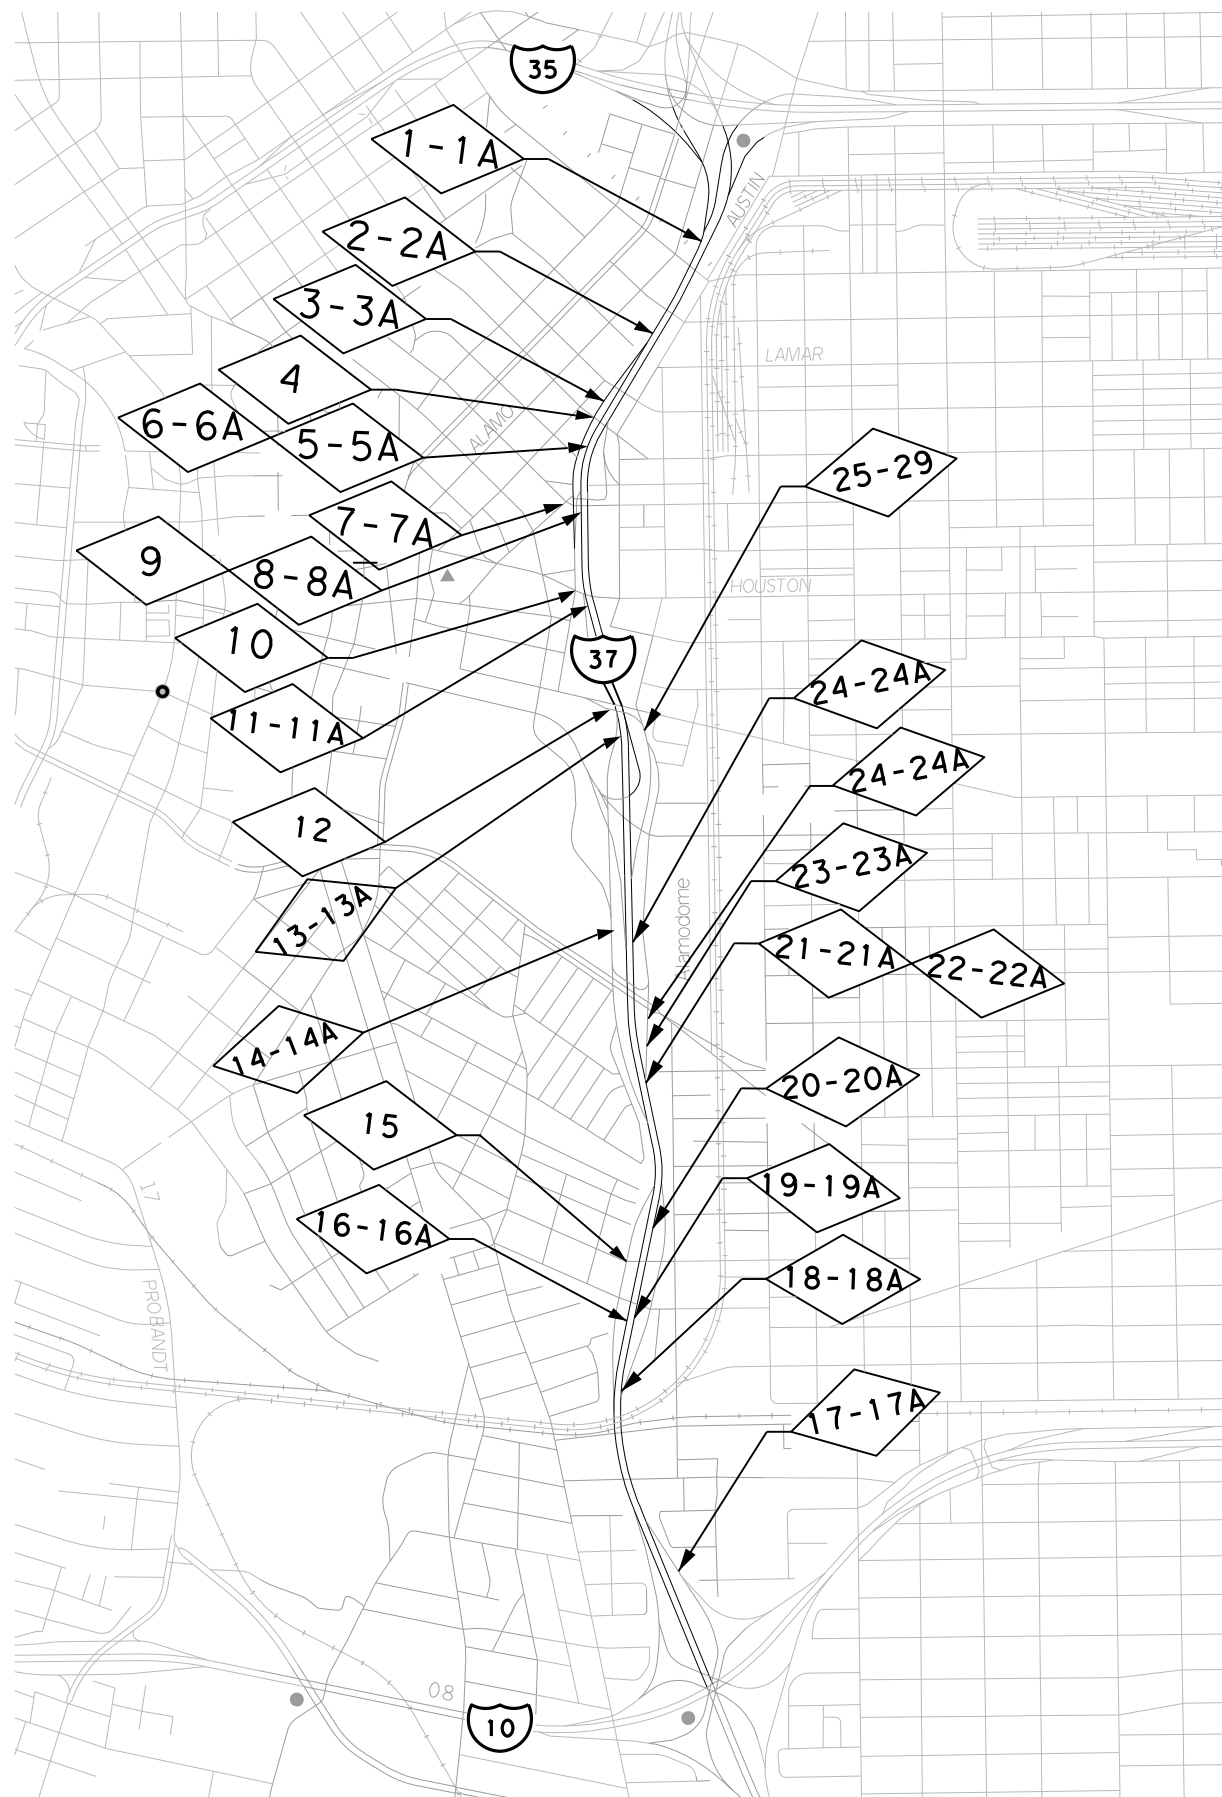 35
1-1A
AUSTIN
2-2A
3-3A
LAMAR
4
ALAMO
6-6A
5-5A
25-29
7-7A
9
8-8A
HOUSTON
10
37
24-24A
11-11A
24-24A
12
23-23A
13-13A
Alamodome
21-21A
22-22A
14-14A
20-20A
15
17
19-19A
16-16A
18-18A
PROBANDT
17-17A
08
10